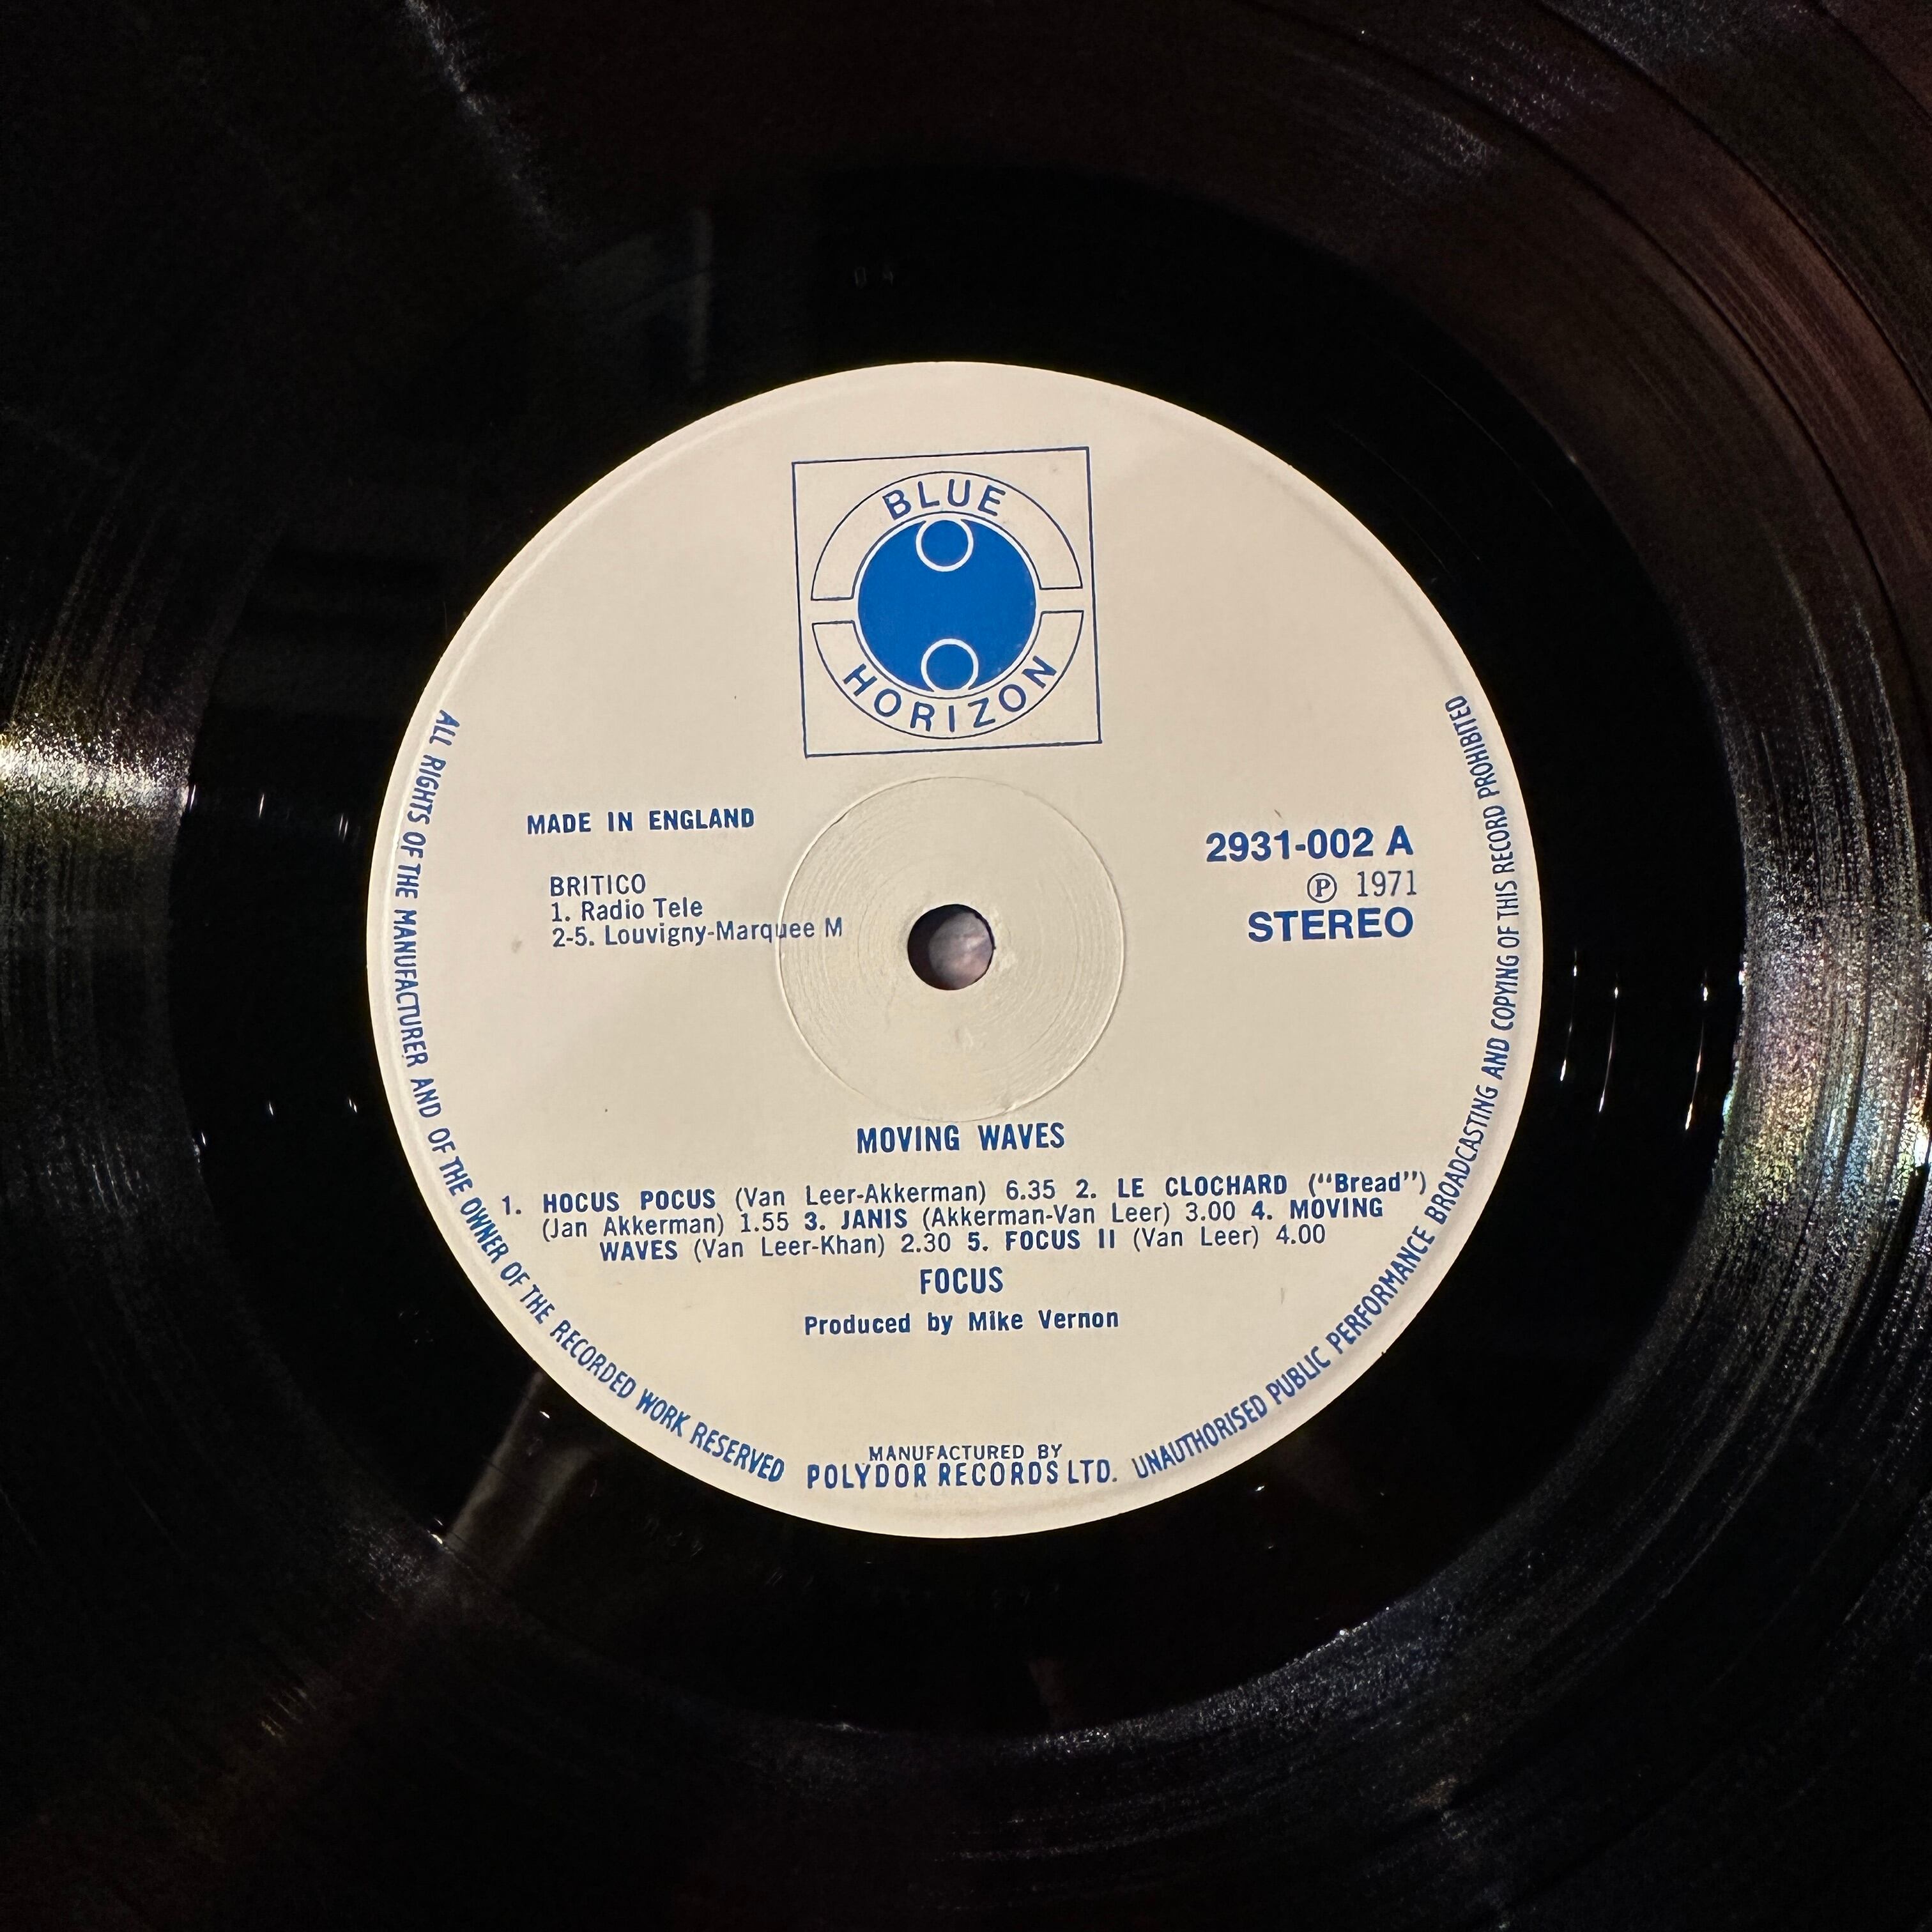 BLUE
HORIZON
MADE IN ENGLAND
BRITICO
1. Radio Tele
2-5. Louvigny-Marquee M
2931-002 A
Ⓟ 1971
STEREO
MOVING WAVES
1. HOCUS POCUS (Van Leer-Akkerman) 6.35 2. LE CLOCHARD (“Bread”)
(Jan Akkerman) 1.55 3. JANIS (Akkerman-Van Leer) 3.00 4. MOVING
WAVES (Van Leer-Khan) 2.30 5. FOCUS II (Van Leer) 4.00
FOCUS
Produced by Mike Vernon
MANUFACTURED BY
POLYDOR RECORDS LTD.
ALL RIGHTS OF THE MANUFACTURER AND OF THE OWNER OF THE RECORDED WORK RESERVED
UNAUTHORISED PUBLIC PERFORMANCE BROADCASTING AND COPYING OF THIS RECORD PROHIBITED